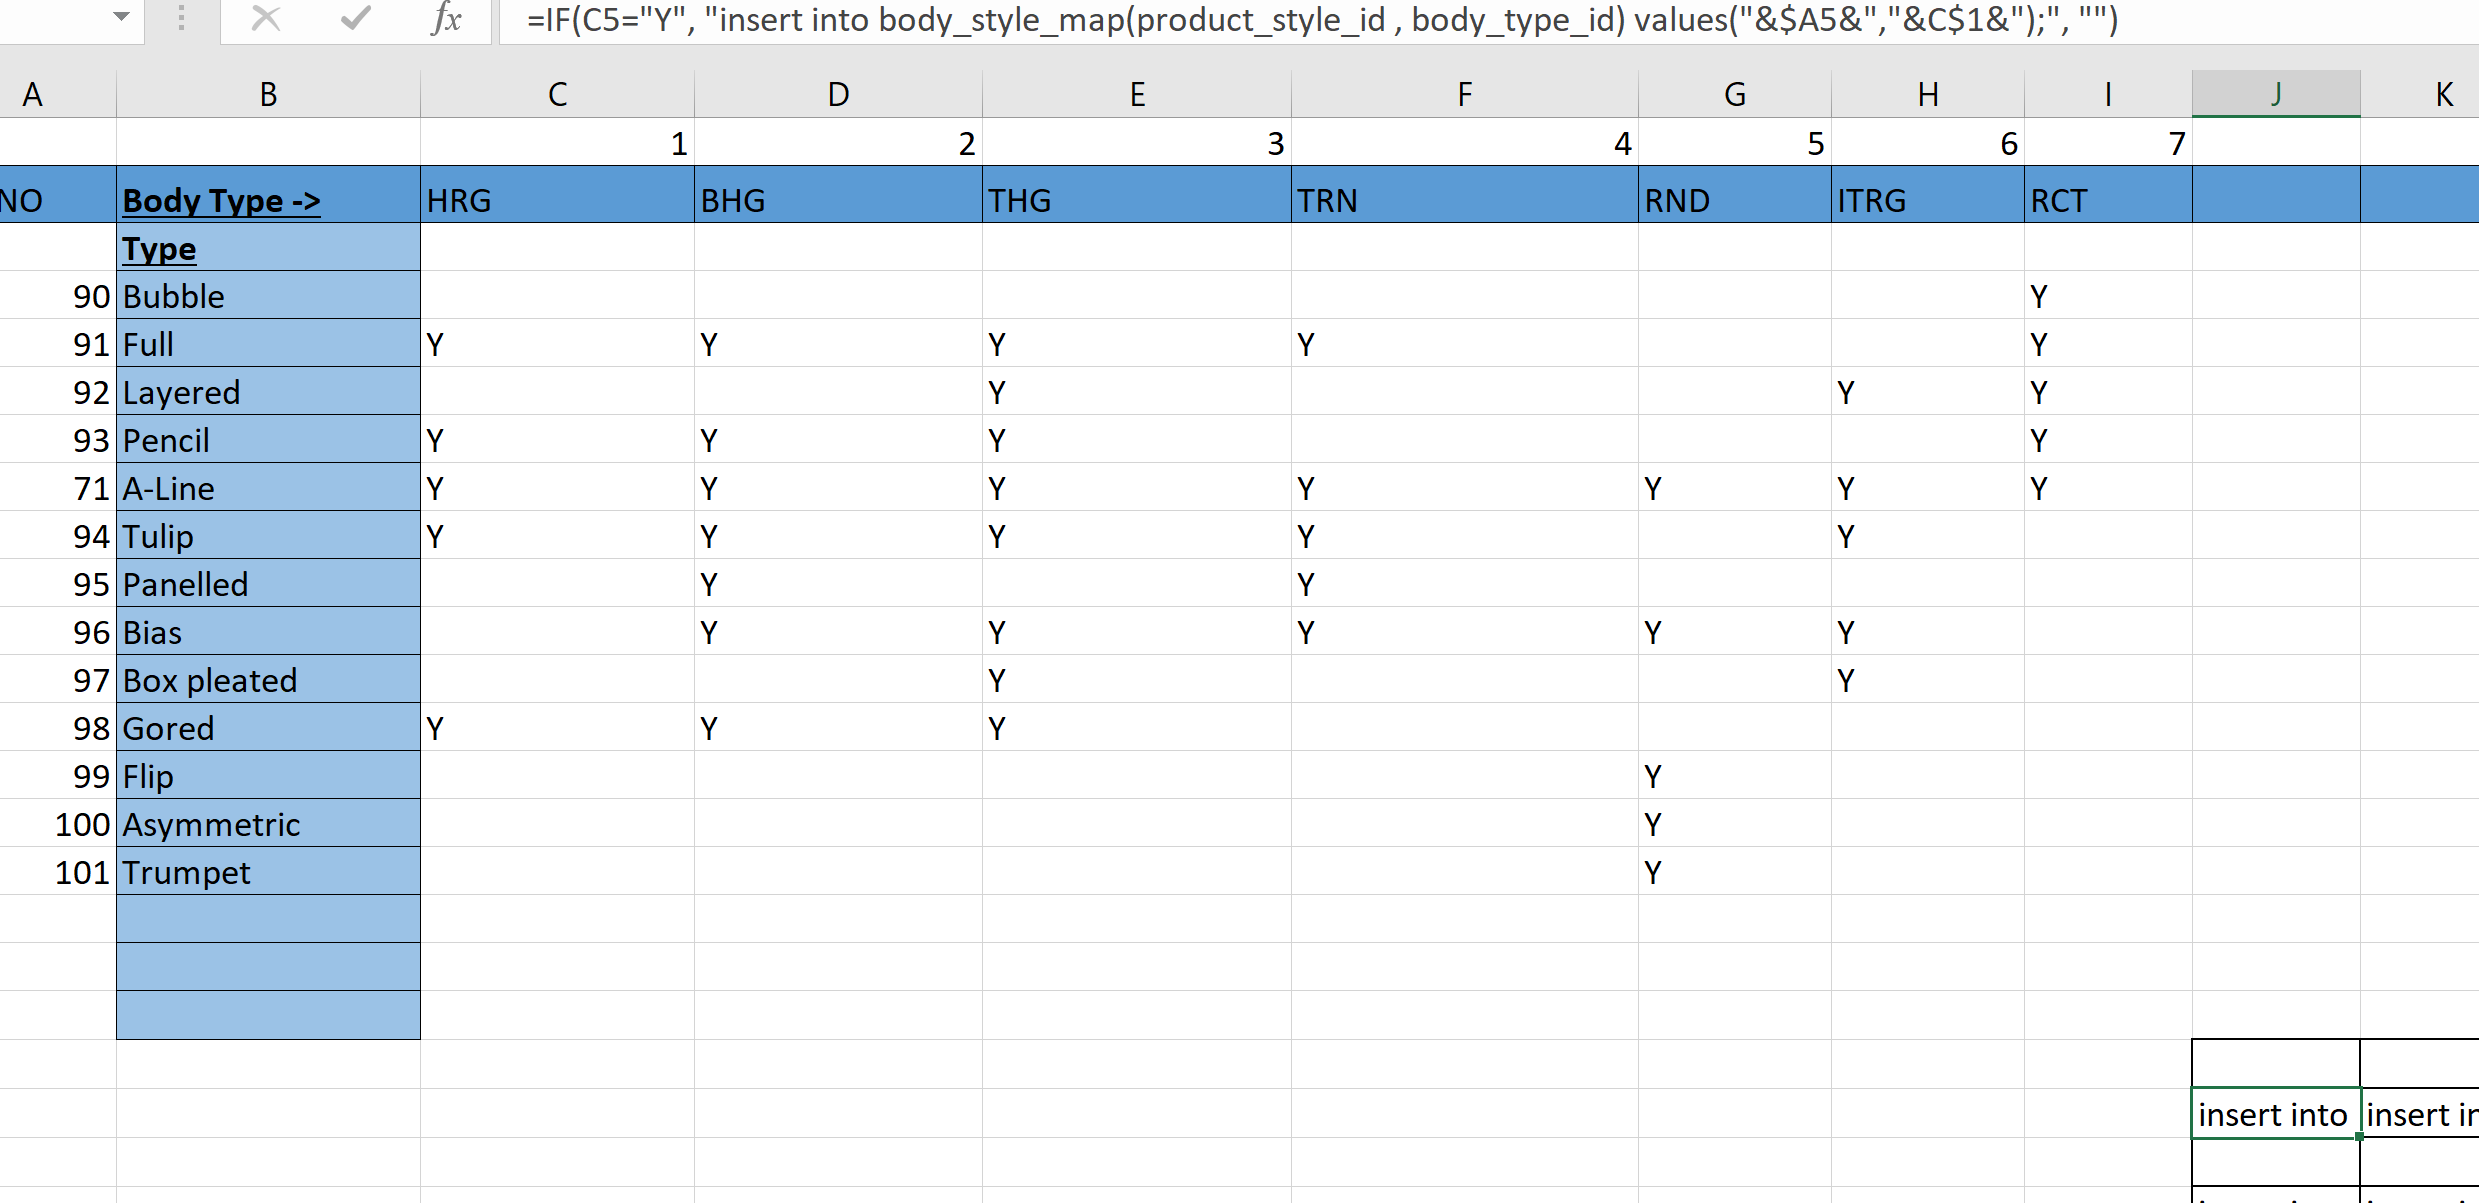 fx =IF(C5="Y", "insert into body_style_map(product_style_id , body_type_id) values("&$A5&","&C$1&");", "")
A B C D E F G H I J K
1 2 3 4 5 6 7
NO Body Type -> HRG BHG THG TRN RND ITRG RCT
Type
90 Bubble Y
91 Full Y Y Y Y Y
92 Layered Y Y Y
93 Pencil Y Y Y Y
71 A-Line Y Y Y Y Y Y Y
94 Tulip Y Y Y Y Y
95 Panelled Y Y
96 Bias Y Y Y Y Y
97 Box pleated Y Y
98 Gored Y Y Y
99 Flip Y
100 Asymmetric Y
101 Trumpet Y
insert into insert in